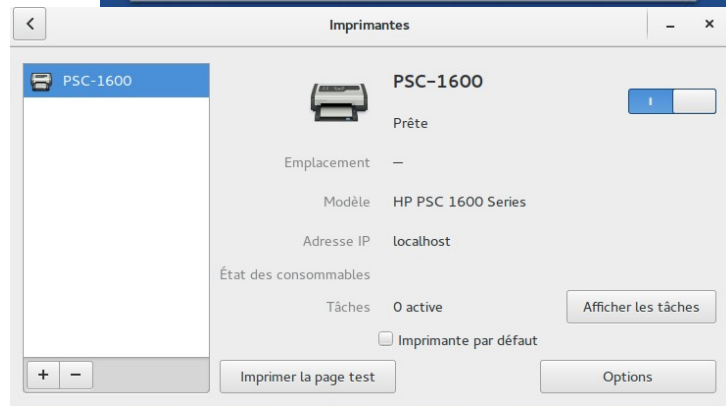 Imprimantes
PSC-1600
PSC-1600
Prête
Emplacement —
Modèle HP PSC 1600 Series
Adresse IP localhost
État des consommables
Tâches 0 active Afficher les tâches
Imprimante par défaut
+ − Imprimer la page test Options